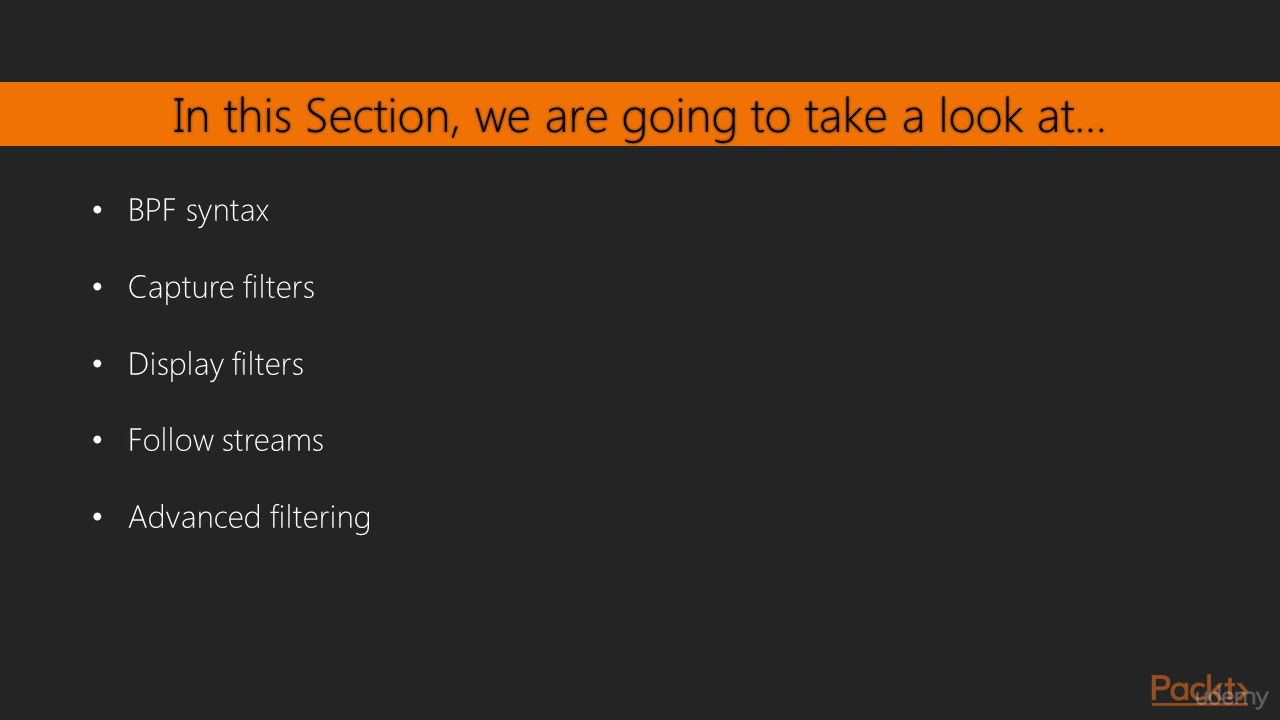 In this Section, we are going to take a look at...
• BPF syntax
• Capture filters
• Display filters
• Follow streams
• Advanced filtering
Packt>
udemy